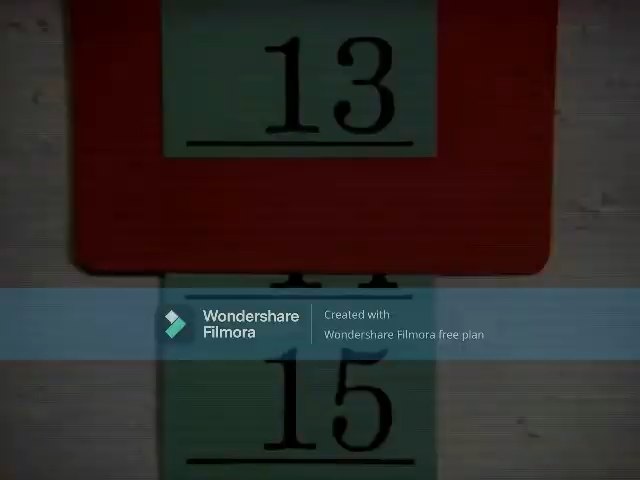 13
Wondershare
Filmora
Created with
Wondershare Filmora free plan
15